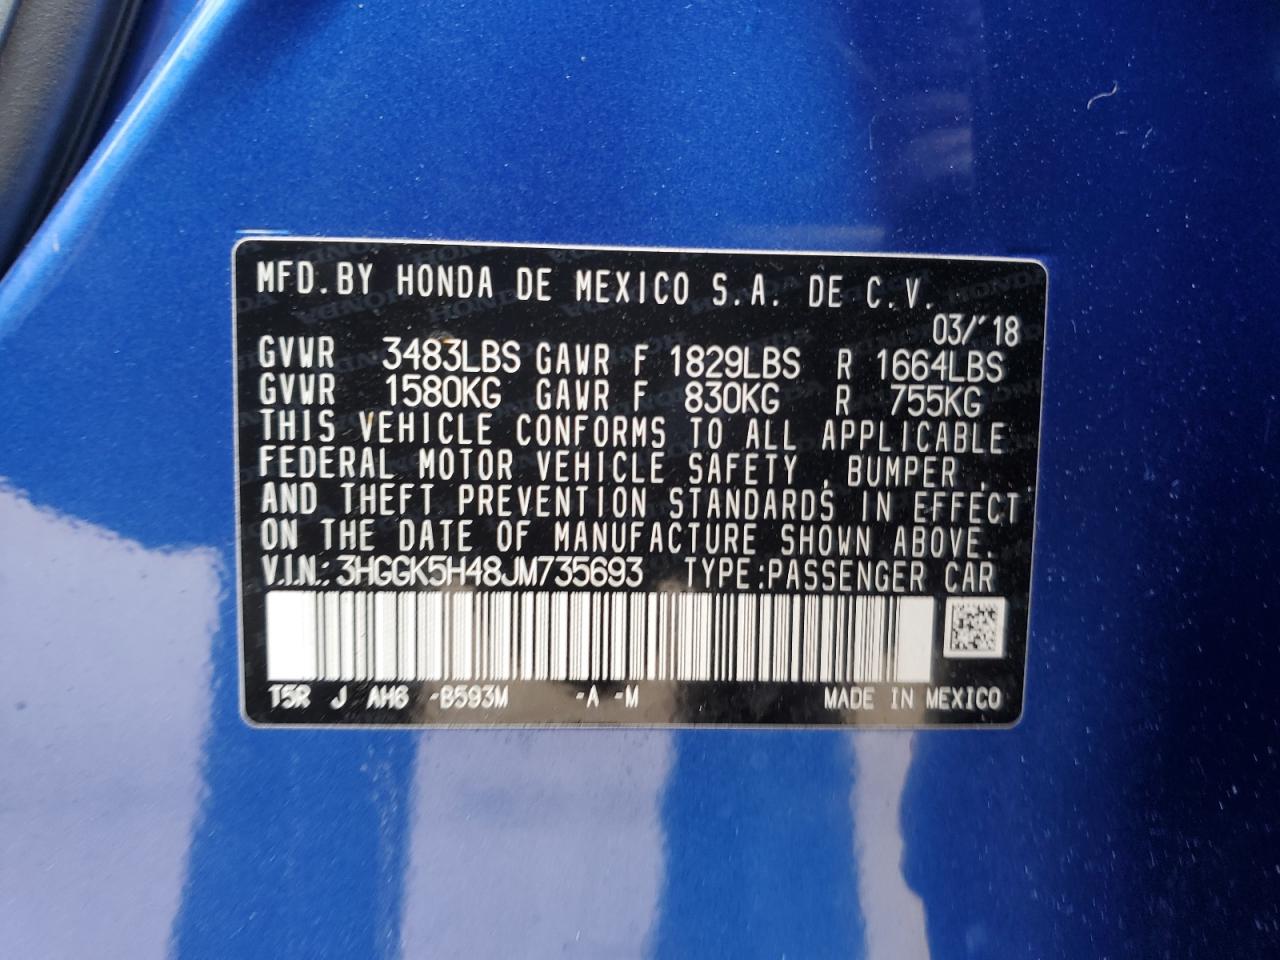 MFD.BY HONDA DE MEXICO S.A. DE C.V.
03/'18
GVWR 3483LBS GAWR F 1829LBS R 1664LBS
GVWR 1580KG GAWR F 830KG R 755KG
THIS VEHICLE CONFORMS TO ALL APPLICABLE
FEDERAL MOTOR VEHICLE SAFETY , BUMPER ,
AND THEFT PREVENTION STANDARDS IN EFFECT
ON THE DATE OF MANUFACTURE SHOWN ABOVE.
V.I.N.: 3HGGK5H48JM735693 TYPE:PASSENGER CAR
T5R J AH6 -B593M -A -M MADE IN MEXICO